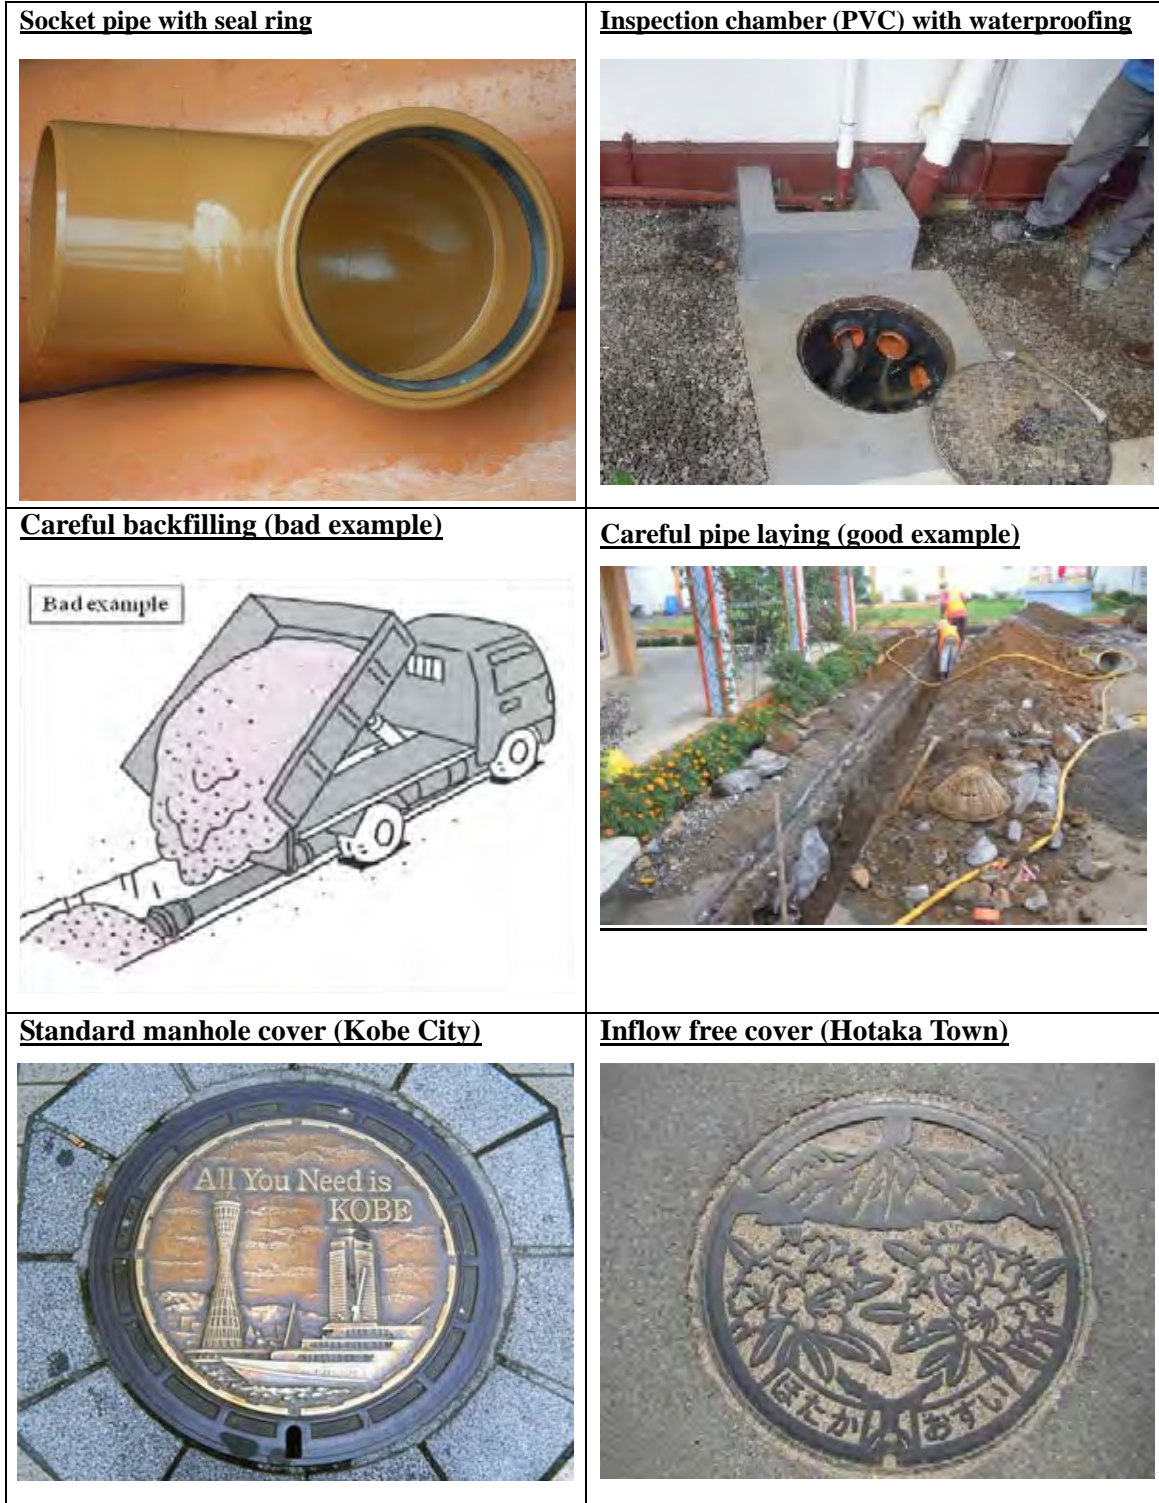 Socket pipe with seal ring
Inspection chamber (PVC) with waterproofing
Careful backfilling (bad example)
Careful pipe laying (good example)
Bad example
Standard manhole cover (Kobe City)
Inflow free cover (Hotaka Town)
All You Need is
KOBE
ほたか おすい